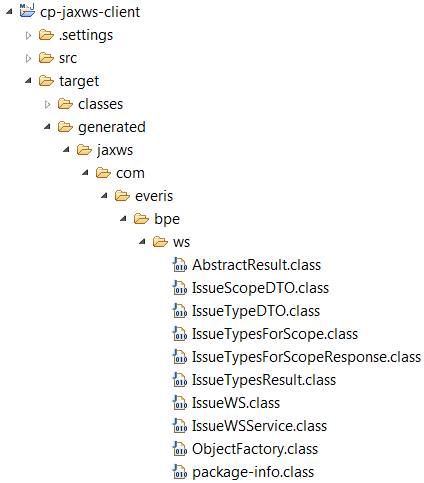 cp-jaxws-client
.settings
src
target
classes
generated
jaxws
com
everis
bpe
ws
AbstractResult.class
IssueScopeDTO.class
IssueTypeDTO.class
IssueTypesForScope.class
IssueTypesForScopeResponse.class
IssueTypesResult.class
IssueWS.class
IssueWSService.class
ObjectFactory.class
package-info.class